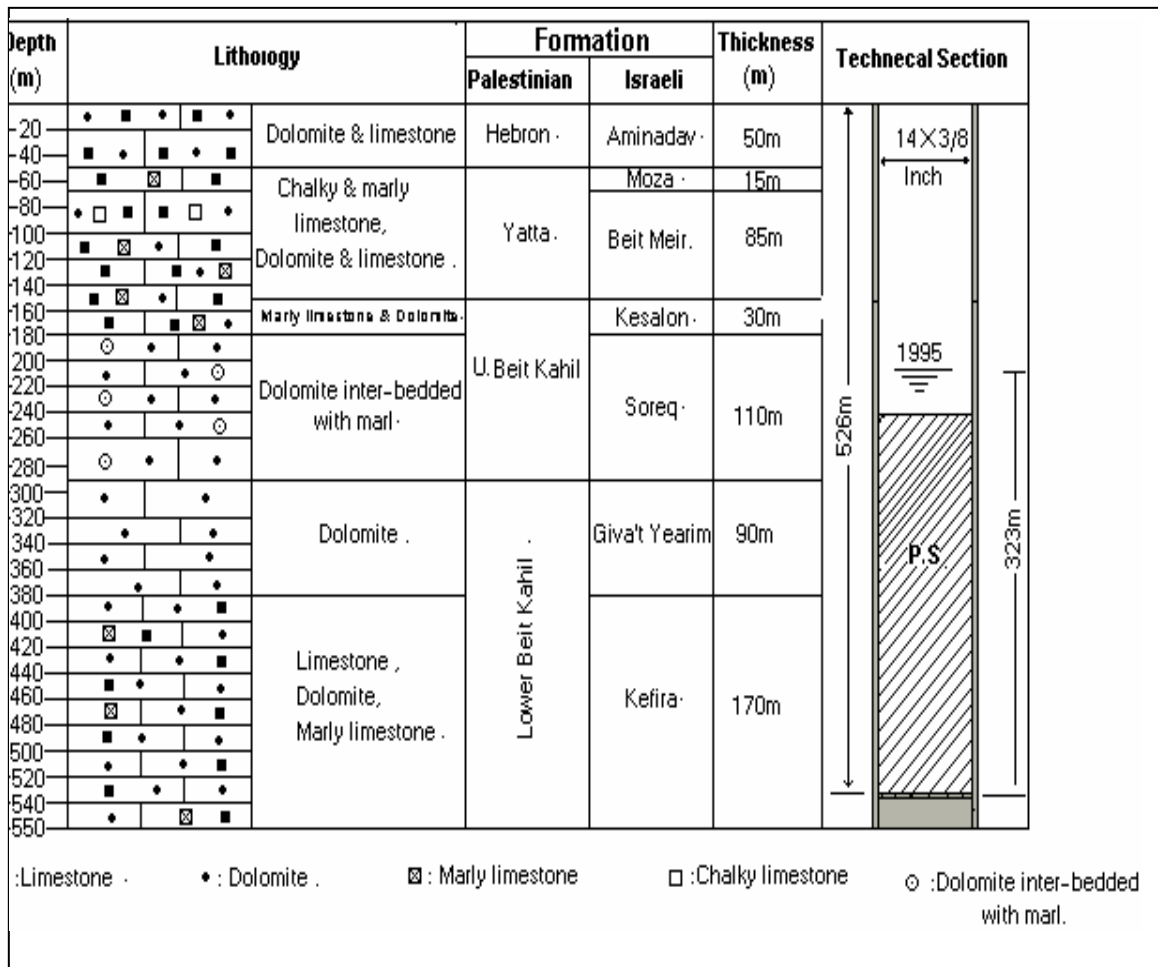 Depth
(m)
Lithology
Formation
Palestinian
Israeli
Thickness
(m)
Technecal Section
-20
-40
-60
-80
-100
-120
-140
-160
-180
-200
-220
-240
-260
-280
-300
-320
-340
-360
-380
-400
-420
-440
-460
-480
-500
-520
-540
-550
Dolomite & limestone
Hebron .
Aminadav .
50m
Chalky & marly
limestone,
Dolomite & limestone .
Yatta .
Moza .
15m
Beit Meir.
85m
Marly limestone & Dolomite.
U. Beit Kahil
Kesalon .
30m
Dolomite inter-bedded
with marl .
Soreq .
110m
Dolomite .
Lower Beit Kahil
Giva't Yearim
90m
Limestone ,
Dolomite,
Marly limestone .
Kefira .
170m
14X3/8
Inch
1995
526m
P.S.
323m
:Limestone .
: Dolomite .
: Marly limestone
:Chalky limestone
:Dolomite inter-bedded
with marl.